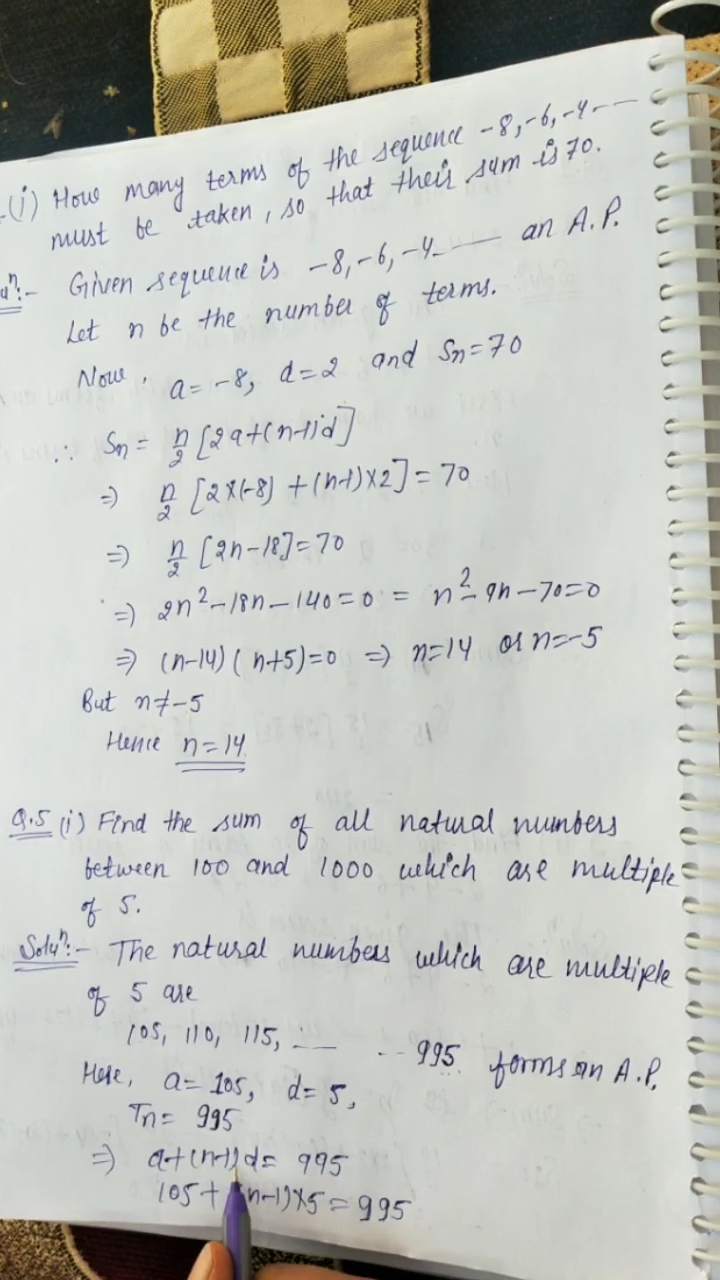 (i) How many terms of the sequence -8, -6, -4 ---
must be taken, so that their sum is 70.
Given sequence is -8, -6, -4. --- an A.P.
Let n be the number of terms.
Now, a = -8, d = 2 and Sn = 70
∴ Sn = n/2 [2a+(n-1)d]
⇒ n/2 [2×(-8) + (n-1)×2] = 70
⇒ n/2 [2n-18] = 70
⇒ 2n²-18n-140=0 = n²-9n-70=0
⇒ (n-14)(n+5)=0 ⇒ n=14 or n=-5
But n≠-5
Hence n=14
Q.5 (i) Find the sum of all natural numbers
between 100 and 1000 which are multiple
of 5.
Soluⁿ:- The natural numbers which are multiple
of 5 are
105, 110, 115, --- -- 995 forms an A.P.
Here, a=105, d=5,
Tn = 995
⇒ a+(n-1)d = 995
105+(n-1)×5=995